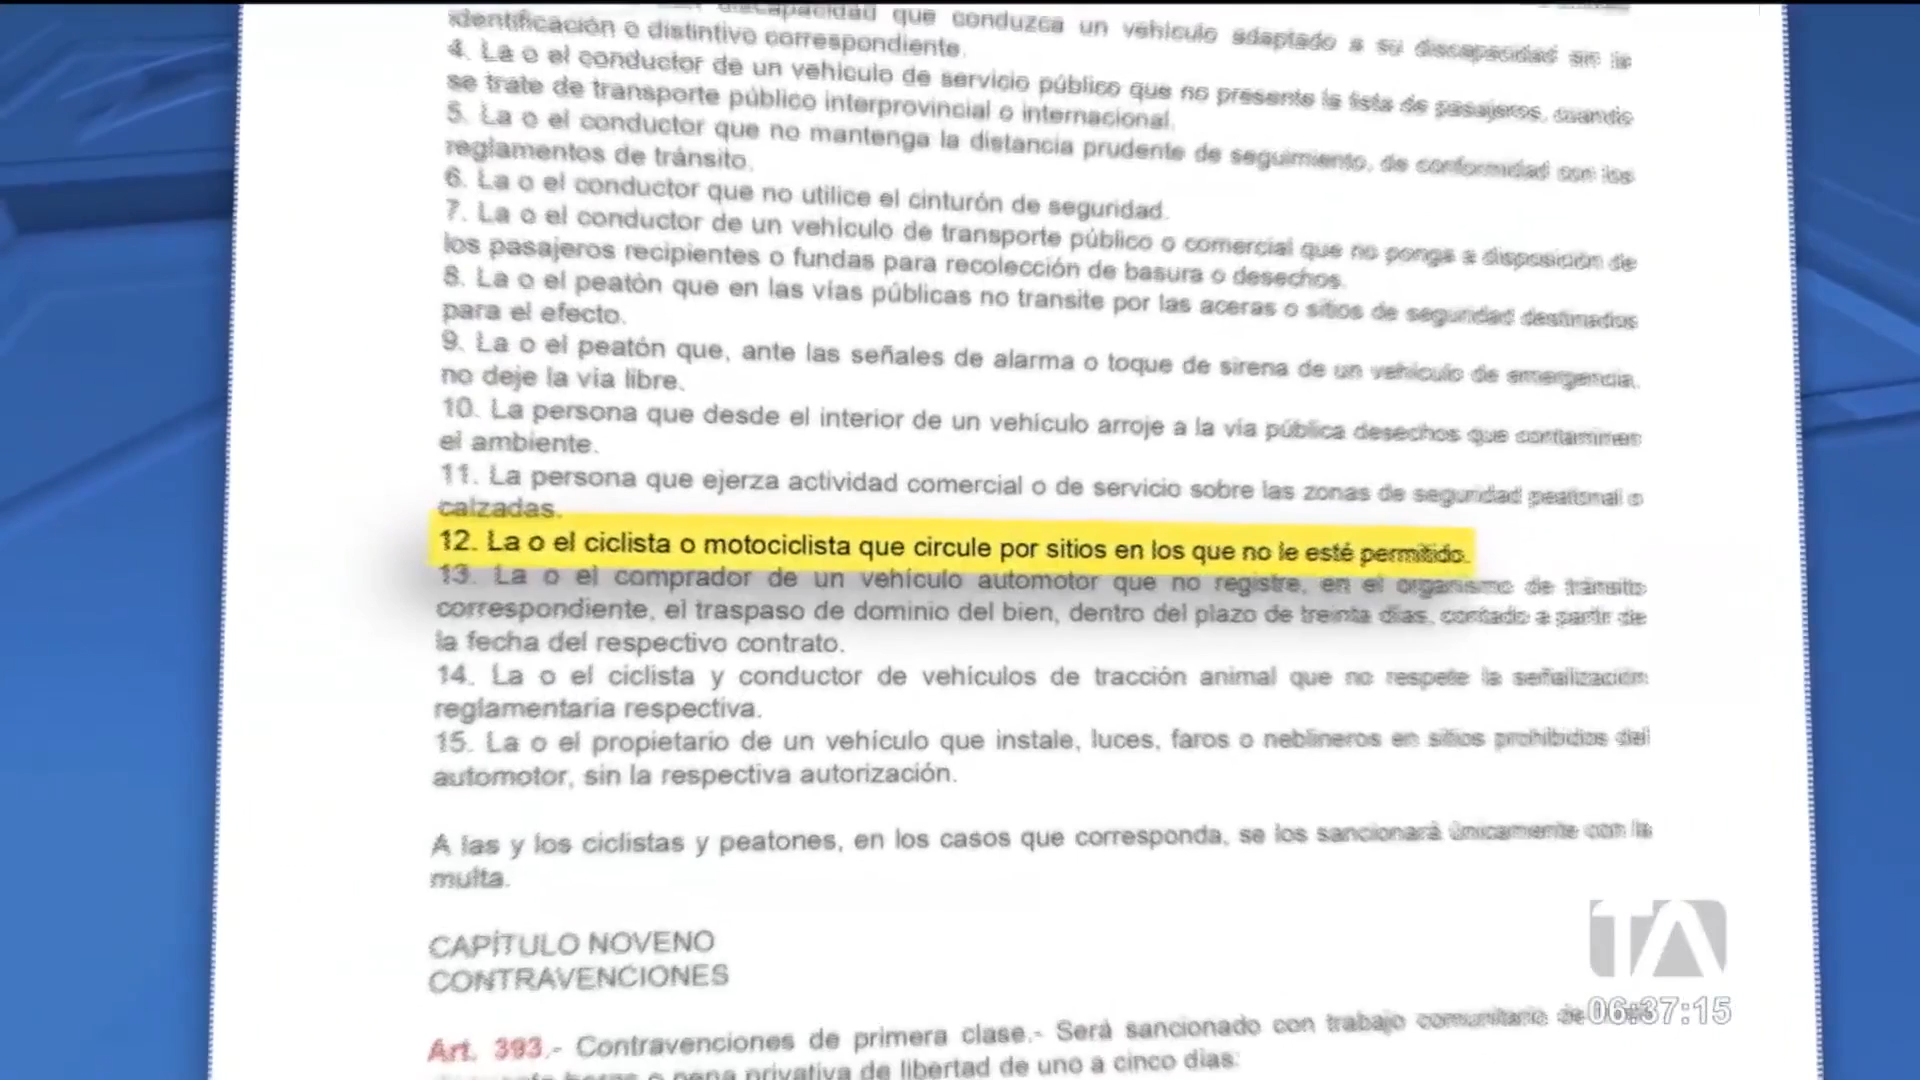 discapacidad que conduzca un vehículo adaptado a su discapacidad sin la
identificación o distintivo correspondiente.
4. La o el conductor de un vehículo de servicio público que no presente la lista de pasajeros, cuando
se trate de transporte público interprovincial o internacional.
5. La o el conductor que no mantenga la distancia prudente de seguimiento, de conformidad con los
reglamentos de tránsito.
6. La o el conductor que no utilice el cinturón de seguridad.
7. La o el conductor de un vehículo de transporte público o comercial que no ponga a disposición de
los pasajeros recipientes o fundas para recolección de basura o desechos.
8. La o el peatón que en las vías públicas no transite por las aceras o sitios de seguridad destinados
para el efecto.
9. La o el peatón que, ante las señales de alarma o toque de sirena de un vehículo de emergencia,
no deje la vía libre.
10. La persona que desde el interior de un vehículo arroje a la vía pública desechos que contaminen
el ambiente.
11. La persona que ejerza actividad comercial o de servicio sobre las zonas de seguridad peatonal o
calzadas.
12. La o el ciclista o motociclista que circule por sitios en los que no le esté permitido.
13. La o el comprador de un vehículo automotor que no registre, en el organismo de tránsito
correspondiente, el traspaso de dominio del bien, dentro del plazo de treinta días, contado a partir de
la fecha del respectivo contrato.
14. La o el ciclista y conductor de vehículos de tracción animal que no respete la señalización
reglamentaria respectiva.
15. La o el propietario de un vehículo que instale, luces, faros o neblineros en sitios prohibidos del
automotor, sin la respectiva autorización.
A las y los ciclistas y peatones, en los casos que corresponda, se los sancionará únicamente con la
multa.
CAPÍTULO NOVENO
CONTRAVENCIONES
Art. 393.- Contravenciones de primera clase.- Será sancionado con trabajo comunitario de
horas o pena privativa de libertad de uno a cinco días:
TA
06:37:15